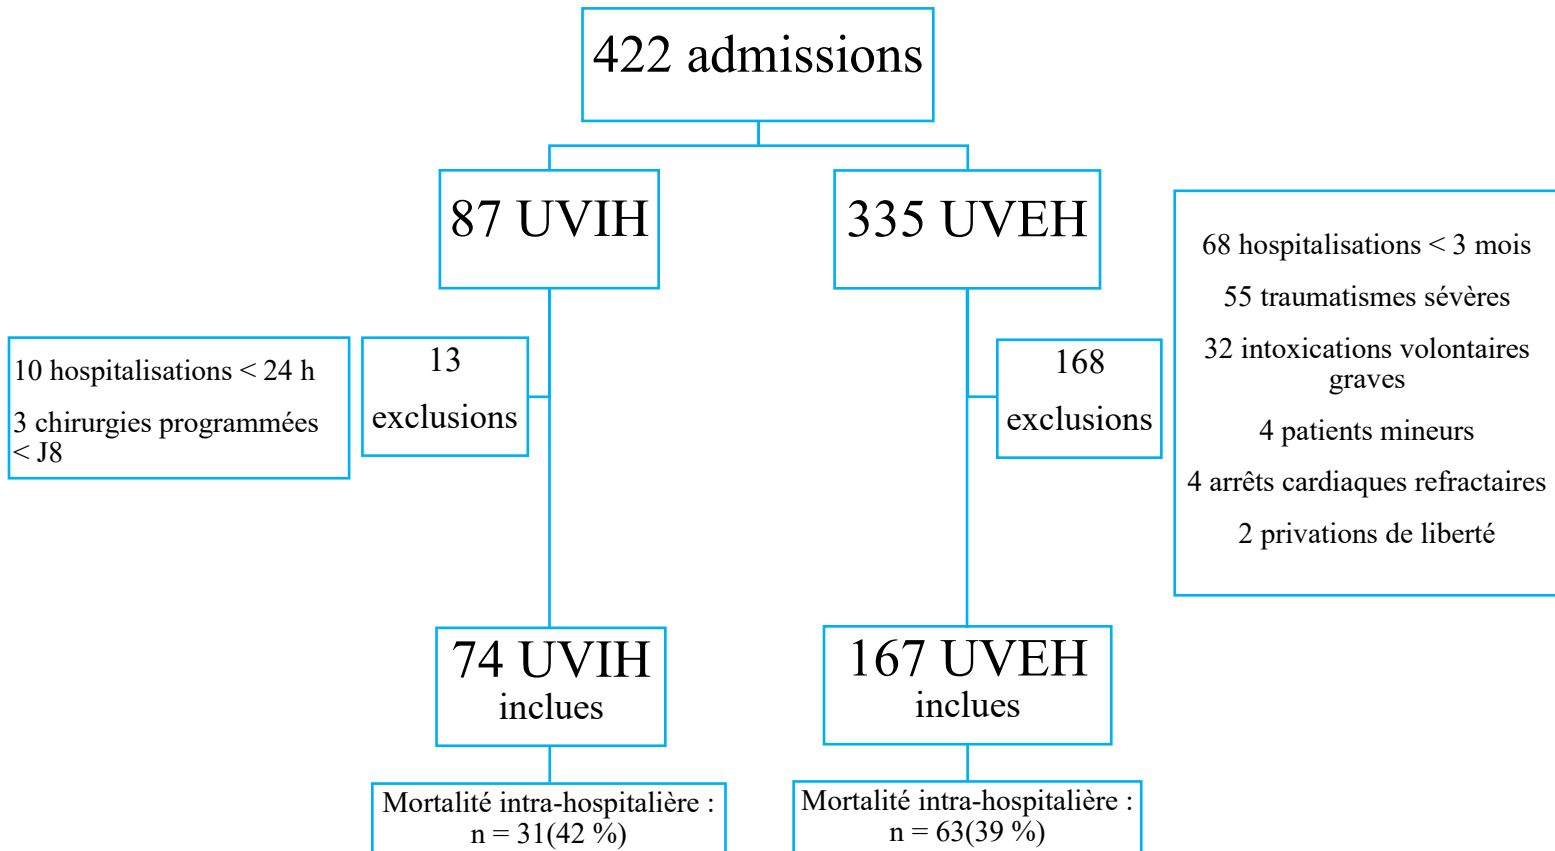 422 admissions
87 UVIH
335 UVEH
10 hospitalisations < 24 h
3 chirurgies programmées
< J8
13
exclusions
168
exclusions
68 hospitalisations < 3 mois
55 traumatismes sévères
32 intoxications volontaires
graves
4 patients mineurs
4 arrêts cardiaques refractaires
2 privations de liberté
74 UVIH
inclues
167 UVEH
inclues
Mortalité intra-hospitalière :
n = 31(42 %)
Mortalité intra-hospitalière :
n = 63(39 %)